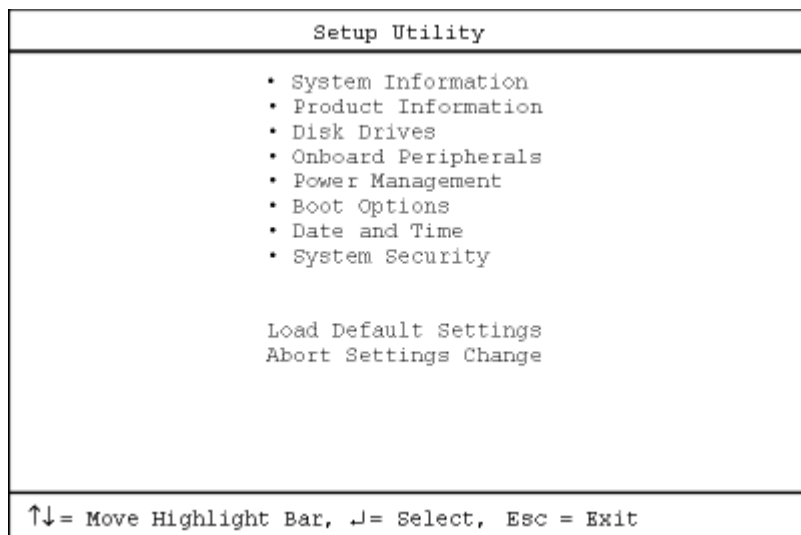 Setup Utility
• System Information
• Product Information
• Disk Drives
• Onboard Peripherals
• Power Management
• Boot Options
• Date and Time
• System Security
Load Default Settings
Abort Settings Change
↑↓= Move Highlight Bar, ↵= Select, Esc = Exit